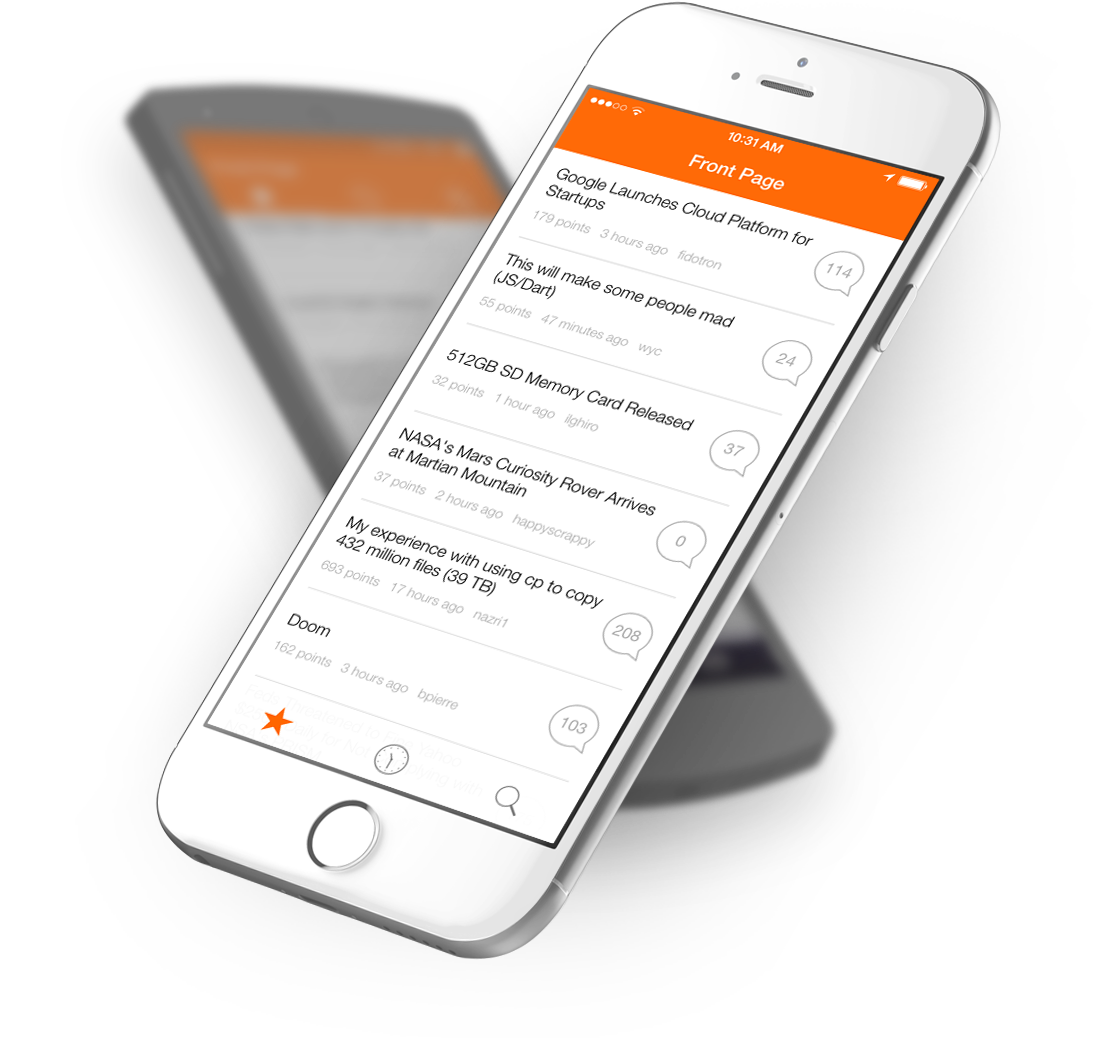 10:31 AM
Front Page
Google Launches Cloud Platform for
Startups
179 points 3 hours ago fidotron
114
This will make some people mad
(JS/Dart)
55 points 47 minutes ago wyc
24
512GB SD Memory Card Released
32 points 1 hour ago ilghiro
37
NASA's Mars Curiosity Rover Arrives
at Martian Mountain
37 points 2 hours ago happyscrappy
0
My experience with using cp to copy
432 million files (39 TB)
693 points 17 hours ago nazri1
208
Doom
162 points 3 hours ago bpierre
103